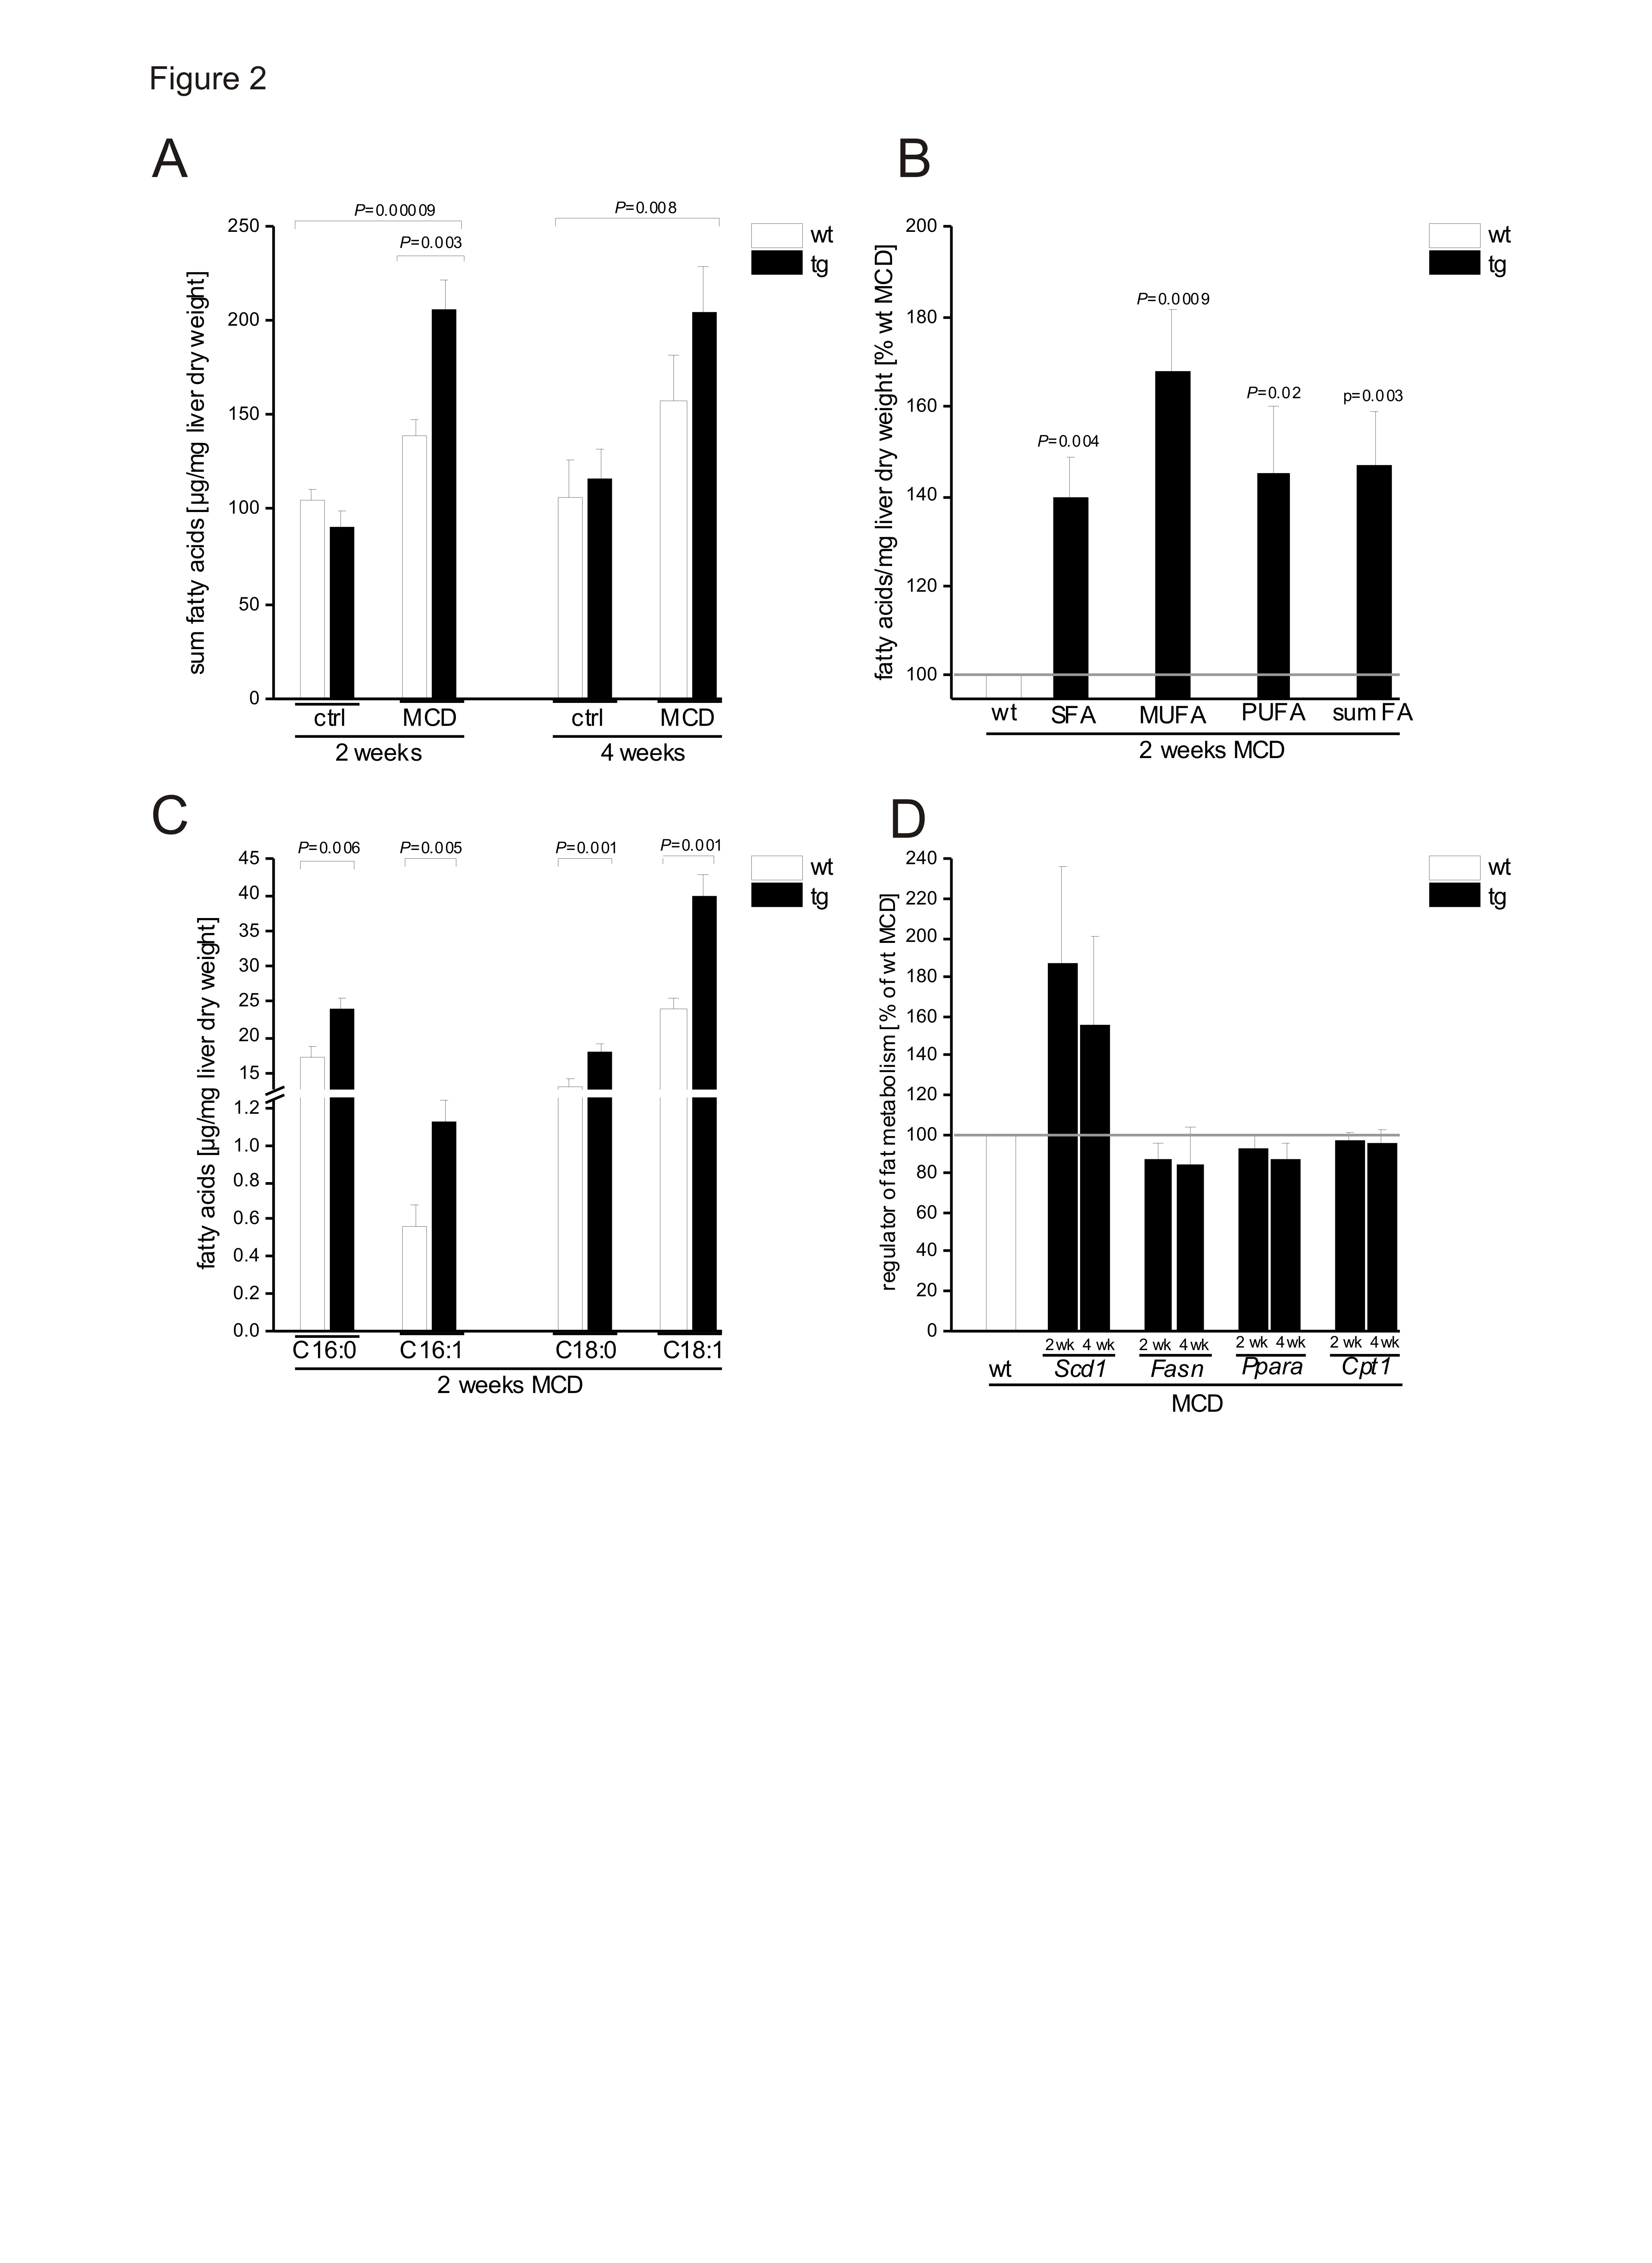 Figure 2
A
P=0.00009
P=0.003
P=0.008
wt
tg
sum fatty acids [µg/mg liver dry weight]
250
200
150
100
50
0
ctrl
MCD
ctrl
MCD
2 weeks
4 weeks
B
wt
tg
fatty acids/mg liver dry weight [% wt MCD]
200
180
160
140
120
100
P=0.004
P=0.0009
P=0.02
p=0.003
wt
SFA
MUFA
PUFA
sum FA
2 weeks MCD
C
P=0.006
P=0.005
P=0.001
P=0.001
wt
tg
fatty acids [µg/mg liver dry weight]
45
40
35
30
25
20
15
1.2
1.0
0.8
0.6
0.4
0.2
0.0
C16:0
C16:1
C18:0
C18:1
2 weeks MCD
D
wt
tg
regulator of fat metabolism [% of wt MCD]
240
220
200
180
160
140
120
100
80
60
40
20
0
2 wk 4 wk
2 wk 4 wk
2 wk 4 wk
2 wk 4 wk
wt
Scd1
Fasn
Ppara
Cpt1
MCD